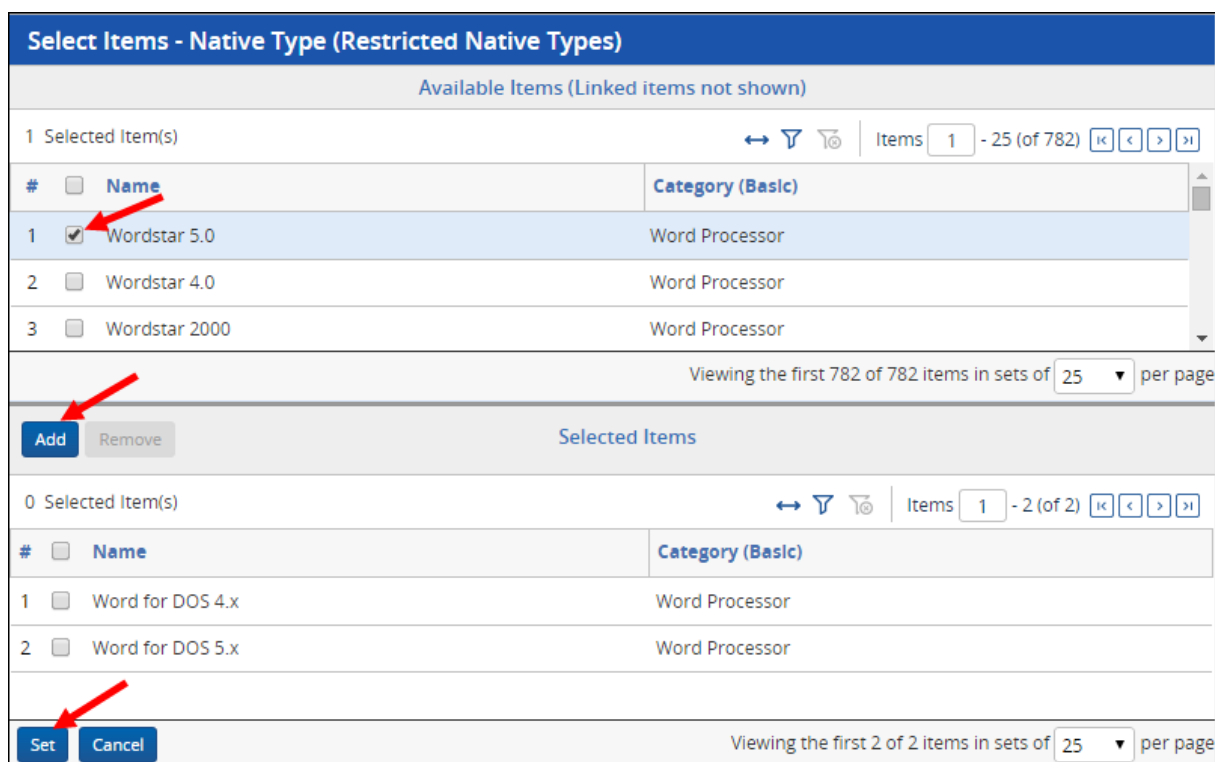 Select Items - Native Type (Restricted Native Types)
Available Items (Linked items not shown)
1 Selected Item(s) Items 1 - 25 (of 782)
# Name Category (Basic)
1 Wordstar 5.0 Word Processor
2 Wordstar 4.0 Word Processor
3 Wordstar 2000 Word Processor
Viewing the first 782 of 782 items in sets of 25 per page
Add Remove Selected Items
0 Selected Item(s) Items 1 - 2 (of 2)
# Name Category (Basic)
1 Word for DOS 4.x Word Processor
2 Word for DOS 5.x Word Processor
Set Cancel Viewing the first 2 of 2 items in sets of 25 per page